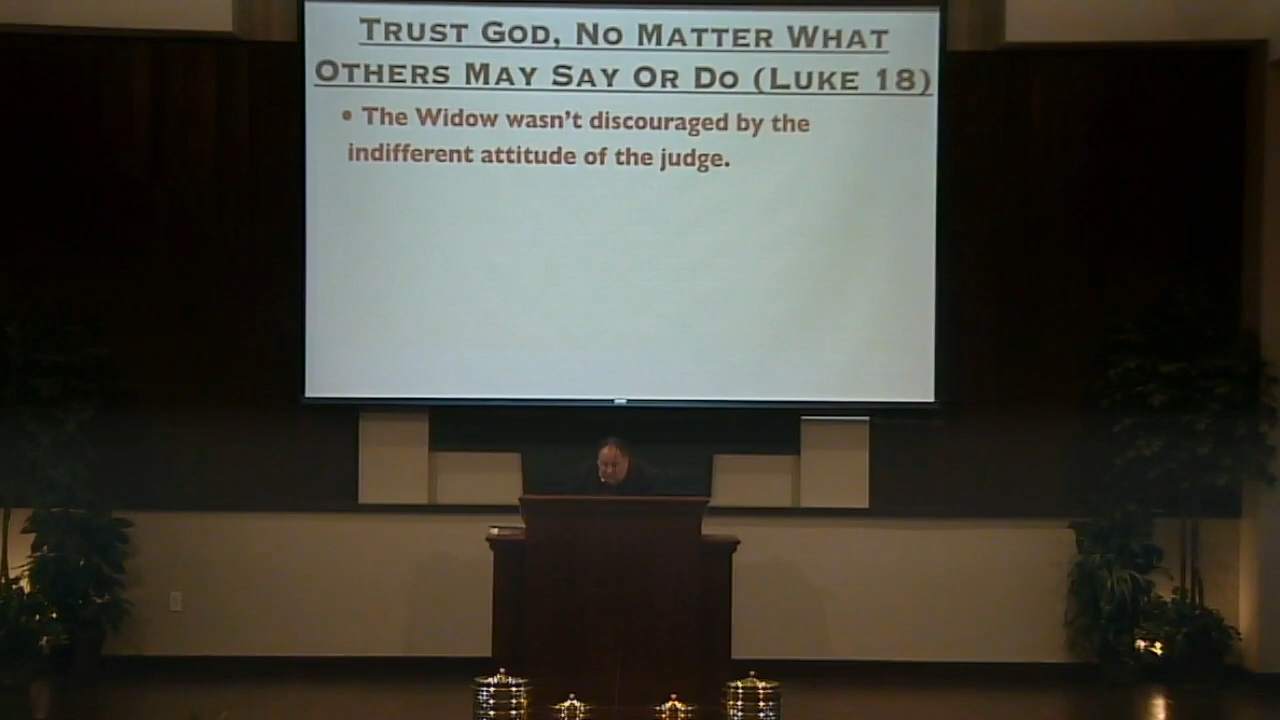 TRUST GOD, NO MATTER WHAT
OTHERS MAY SAY OR DO (LUKE 18)
• The Widow wasn't discouraged by the
indifferent attitude of the judge.